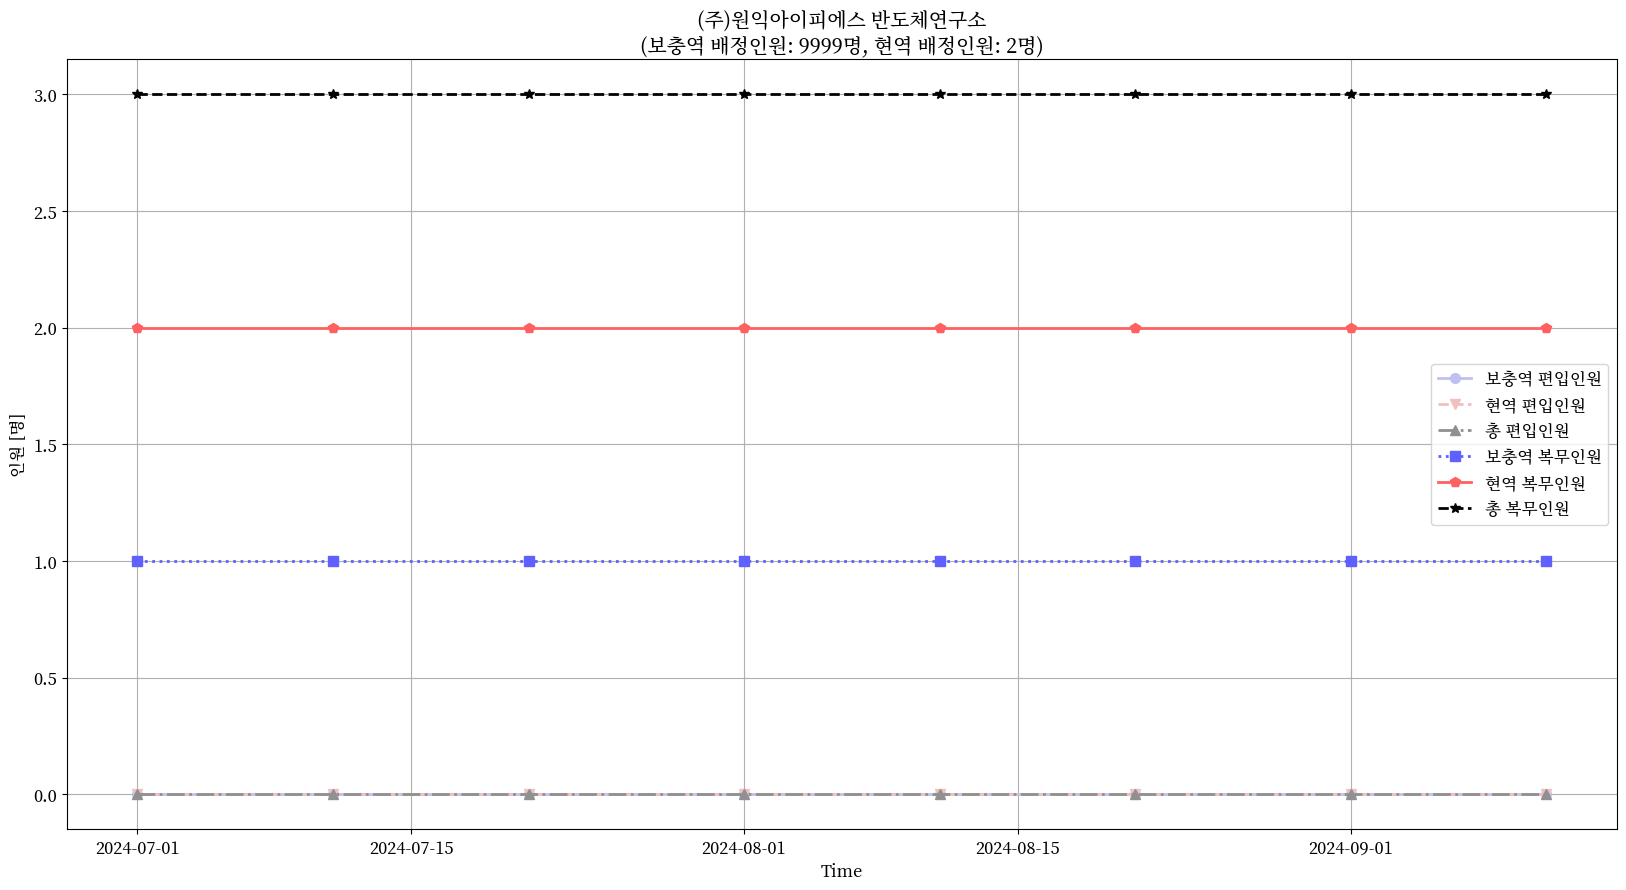 (주)원익아이피에스 반도체연구소
(보충역 배정인원: 9999명, 현역 배정인원: 2명)
3.0
2.5
2.0
1.5
1.0
0.5
0.0
인원 [명]
보충역 편입인원
현역 편입인원
총 편입인원
보충역 복무인원
현역 복무인원
총 복무인원
2024-07-01 2024-07-15 2024-08-01 2024-08-15 2024-09-01
Time